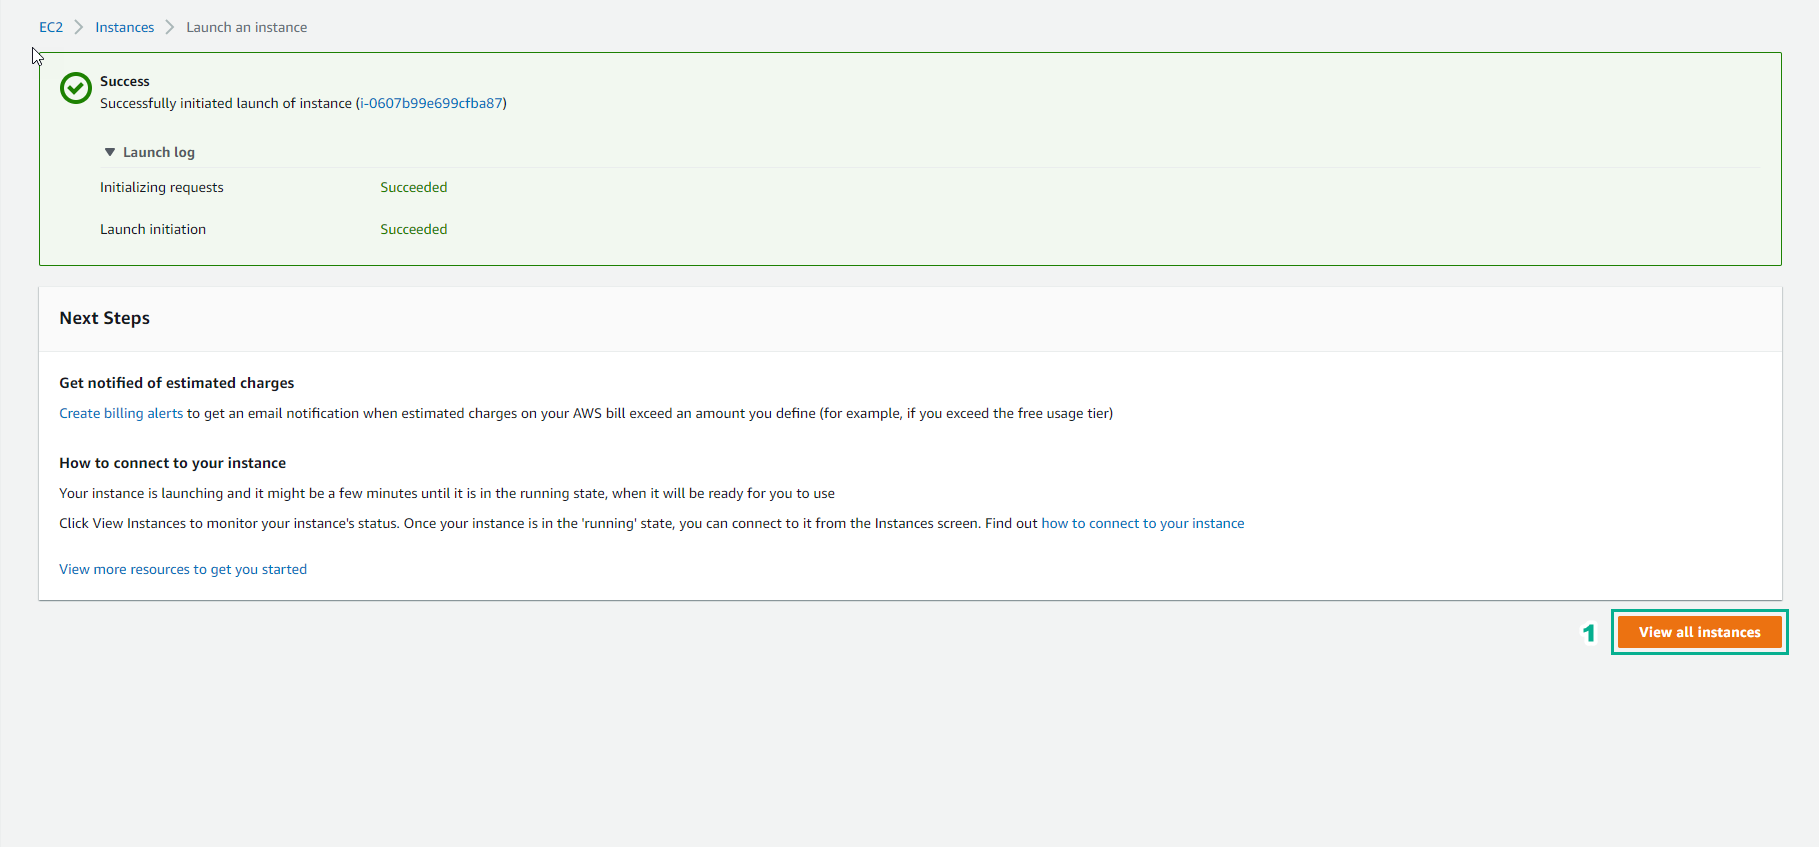 EC2 Instances Launch an instance
Success
Successfully initiated launch of instance (i-0607b99e699cfba87)
Launch log
Initializing requests Succeeded
Launch initiation Succeeded
Next Steps
Get notified of estimated charges
Create billing alerts to get an email notification when estimated charges on your AWS bill exceed an amount you define (for example, if you exceed the free usage tier)
How to connect to your instance
Your instance is launching and it might be a few minutes until it is in the running state, when it will be ready for you to use
Click View Instances to monitor your instance's status. Once your instance is in the 'running' state, you can connect to it from the Instances screen. Find out how to connect to your instance
View more resources to get you started
1 View all instances